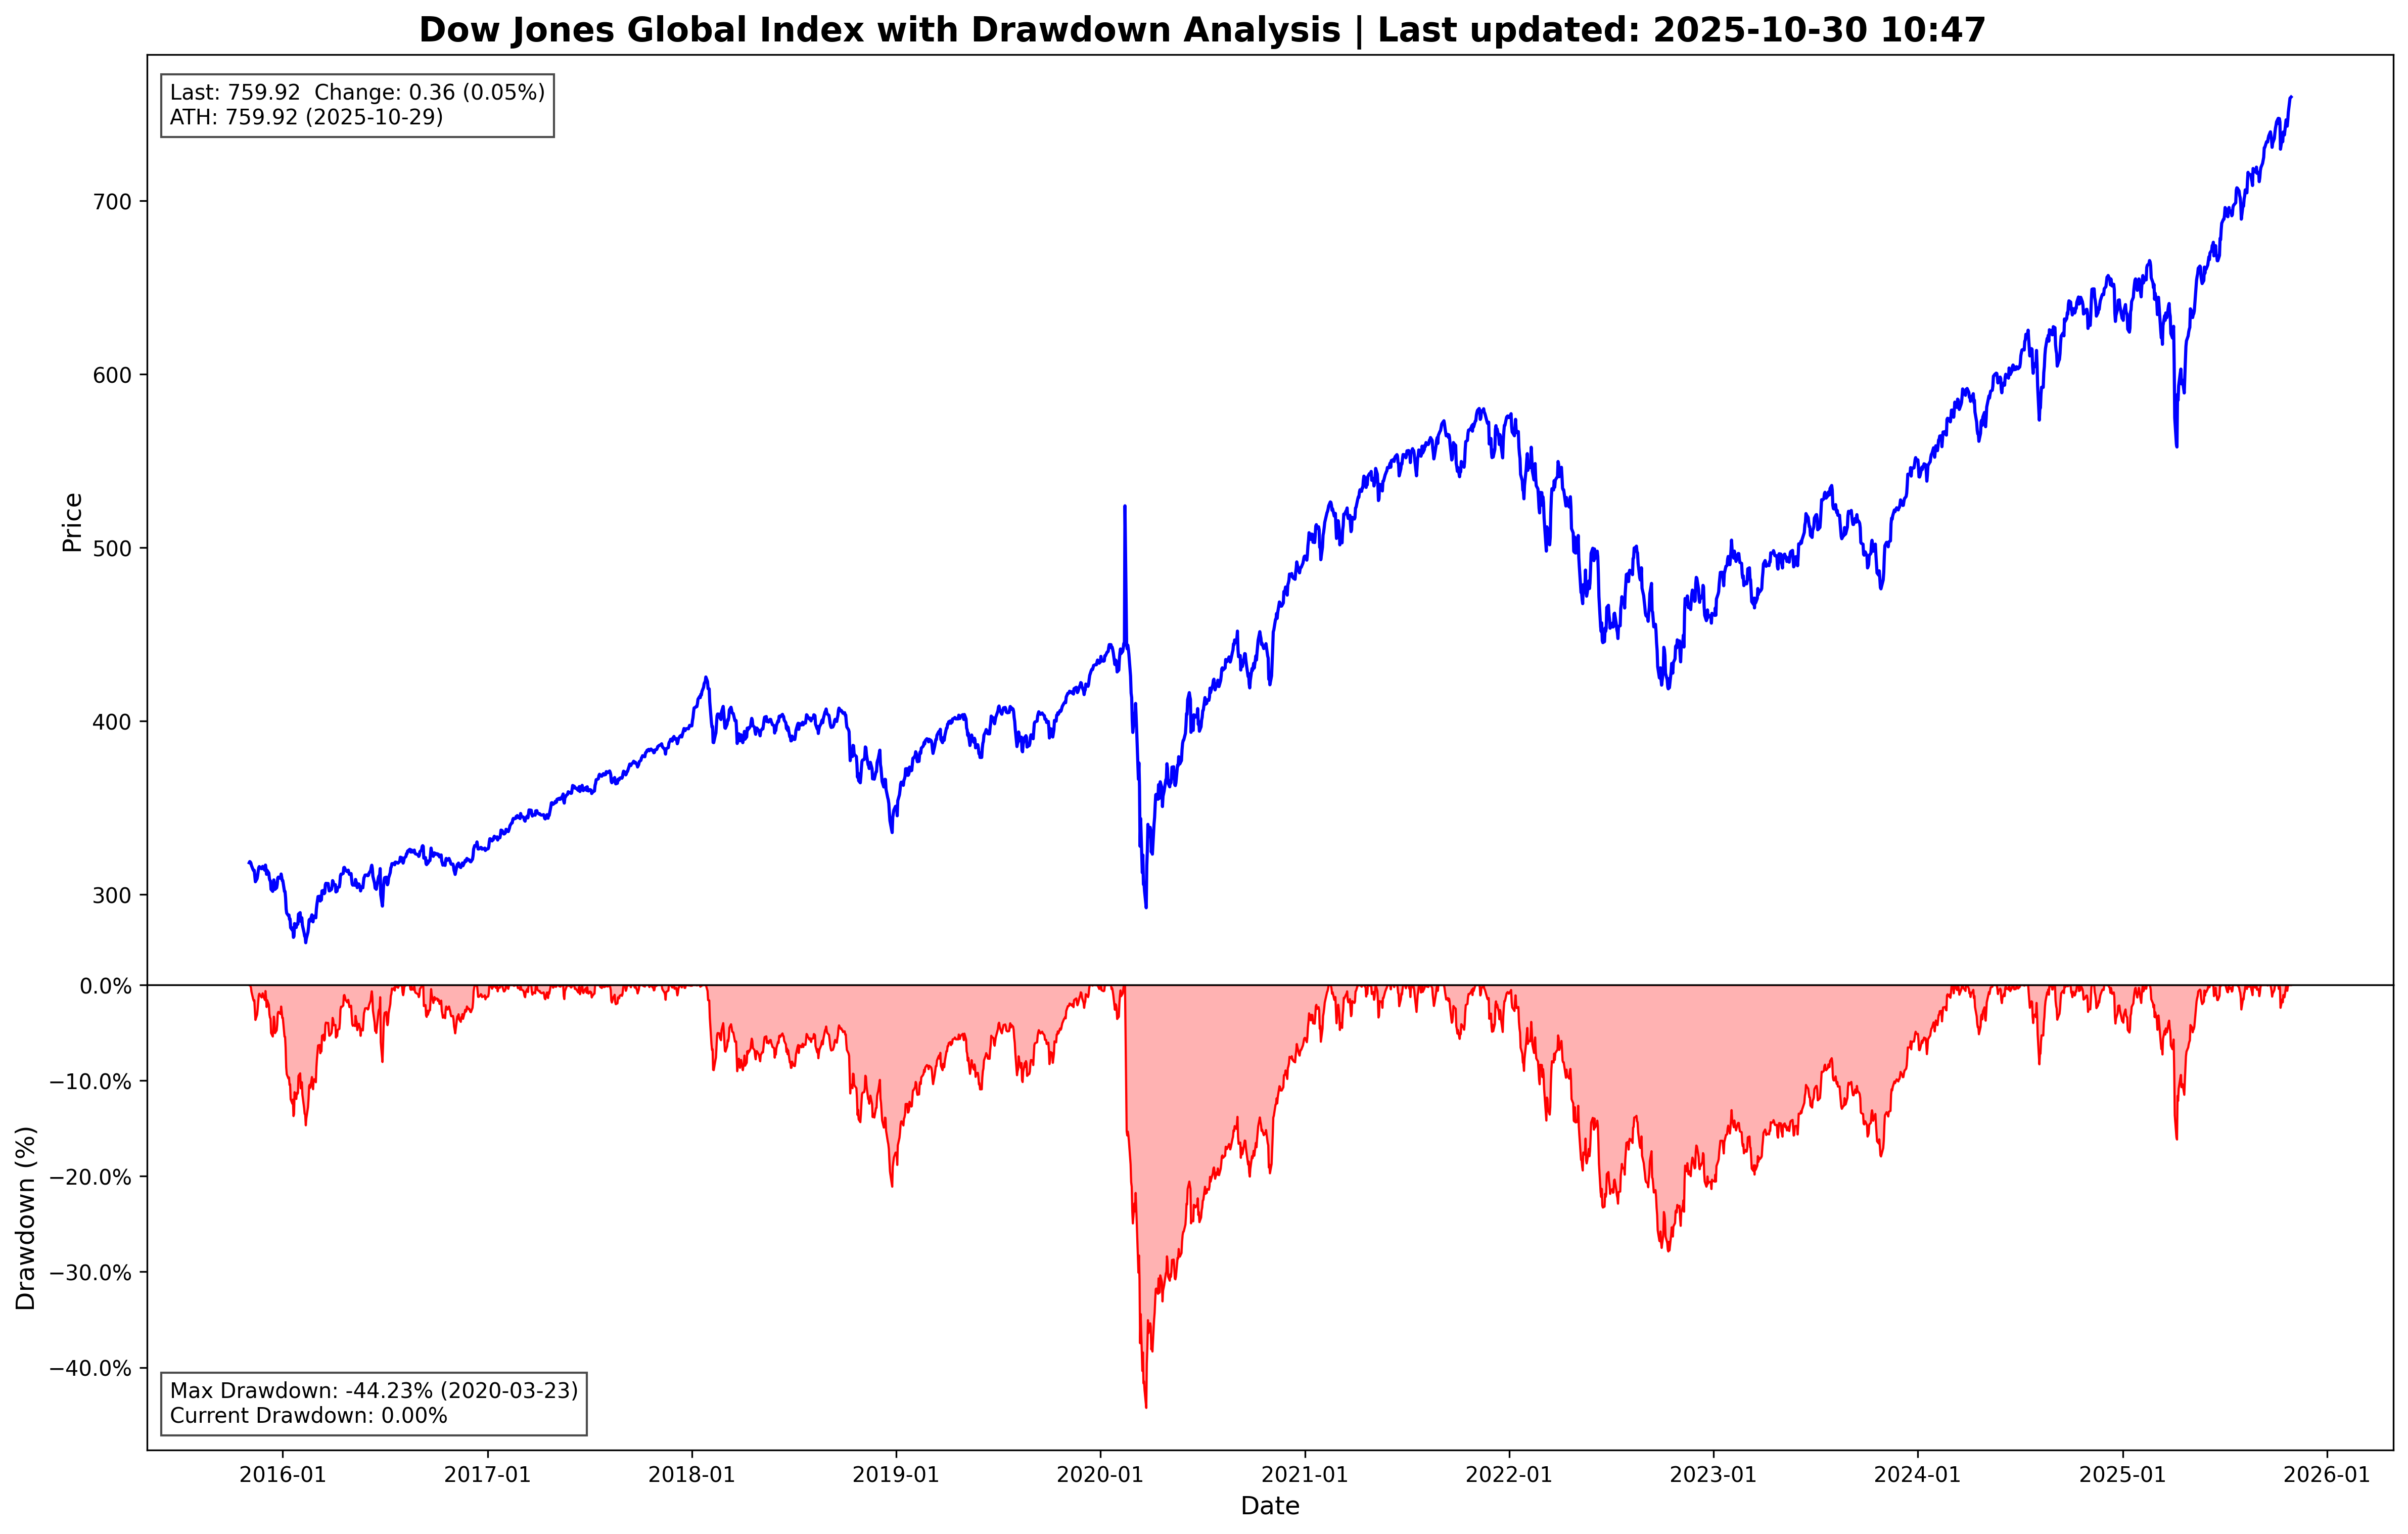 Dow Jones Global Index with Drawdown Analysis | Last updated: 2025-10-30 10:47
Last: 759.92  Change: 0.36 (0.05%)
ATH: 759.92 (2025-10-29)
Price
700
600
500
400
300
0.0%
−10.0%
−20.0%
−30.0%
−40.0%
Drawdown (%)
Max Drawdown: -44.23% (2020-03-23)
Current Drawdown: 0.00%
2016-01
2017-01
2018-01
2019-01
2020-01
2021-01
2022-01
2023-01
2024-01
2025-01
2026-01
Date